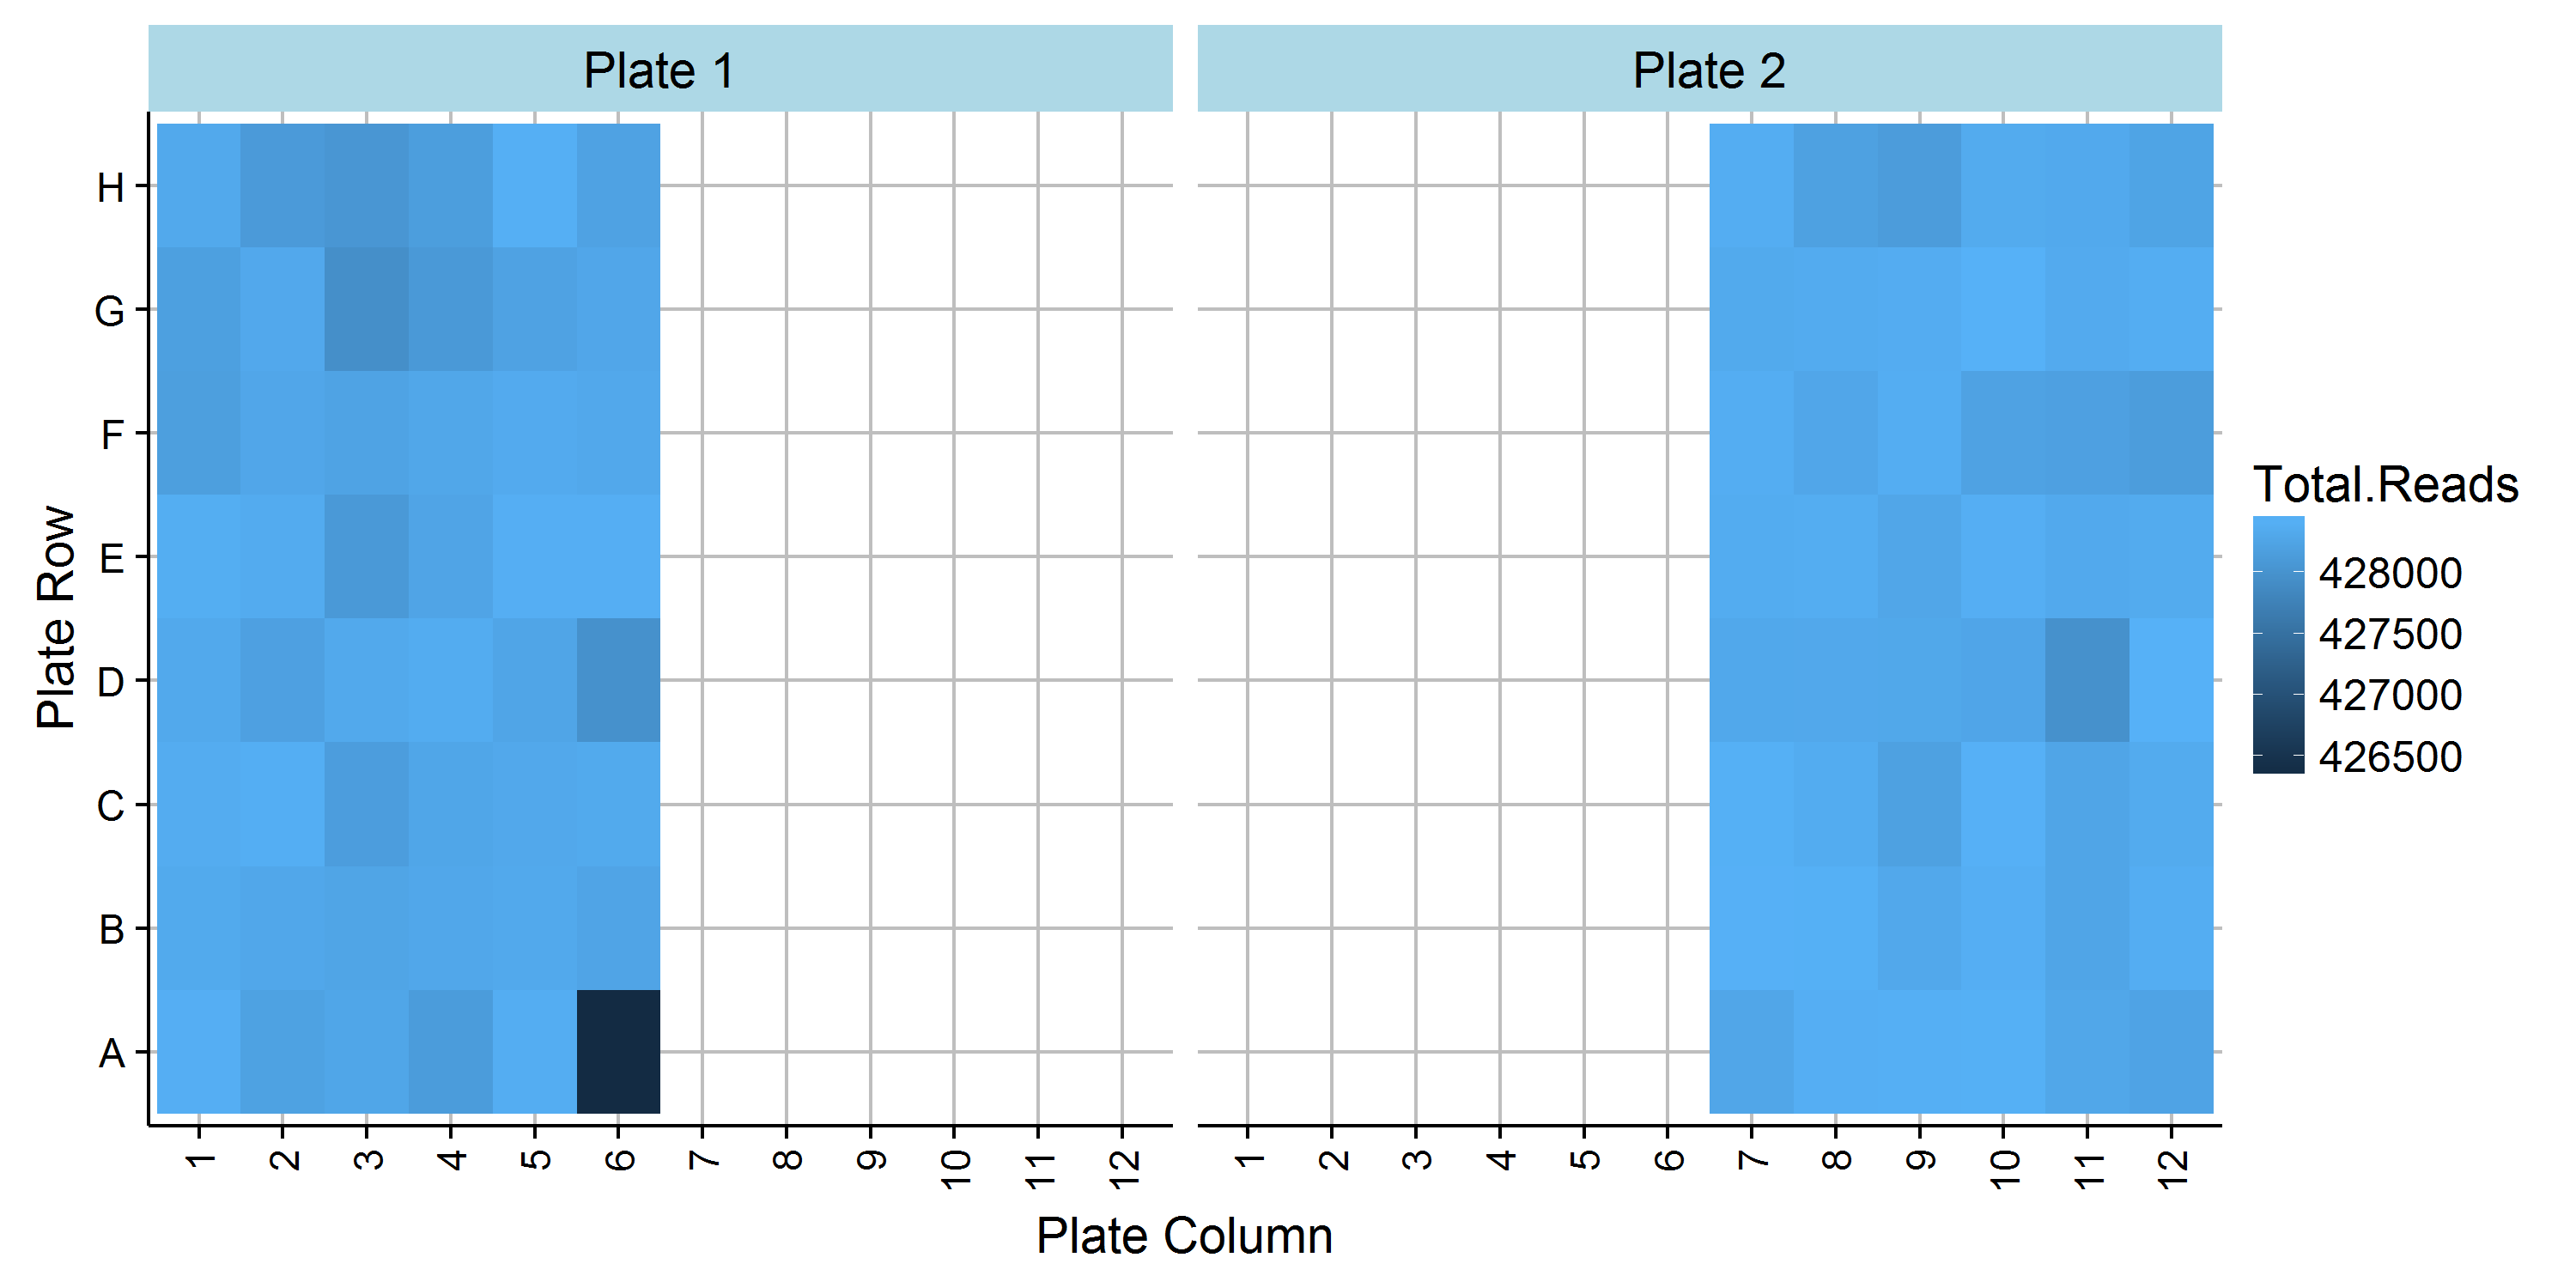 Plate 1
Plate 2
Plate Row
H
G
F
E
D
C
B
A
1 2 3 4 5 6 7 8 9 10 11 12
1 2 3 4 5 6 7 8 9 10 11 12
Plate Column
Total.Reads
428000
427500
427000
426500